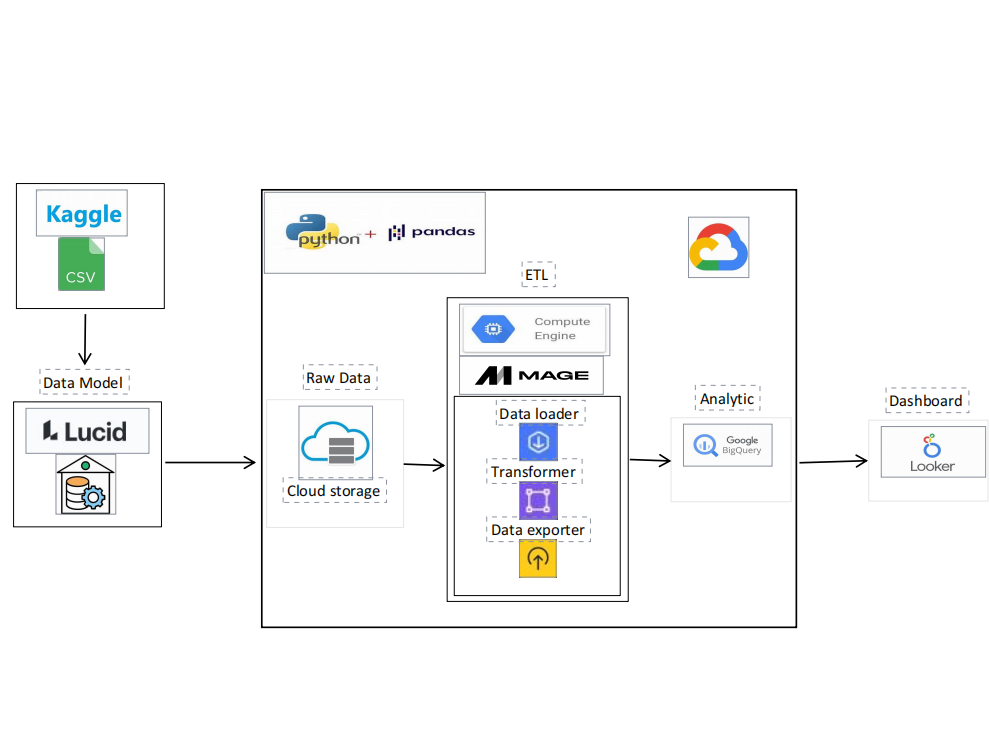 Kaggle
CSV
Data Model
Lucid
python + pandas
ETL
Compute
Engine
MAGE
Raw Data
Cloud storage
Data loader
Transformer
Data exporter
Analytic
Google
BigQuery
Dashboard
Looker